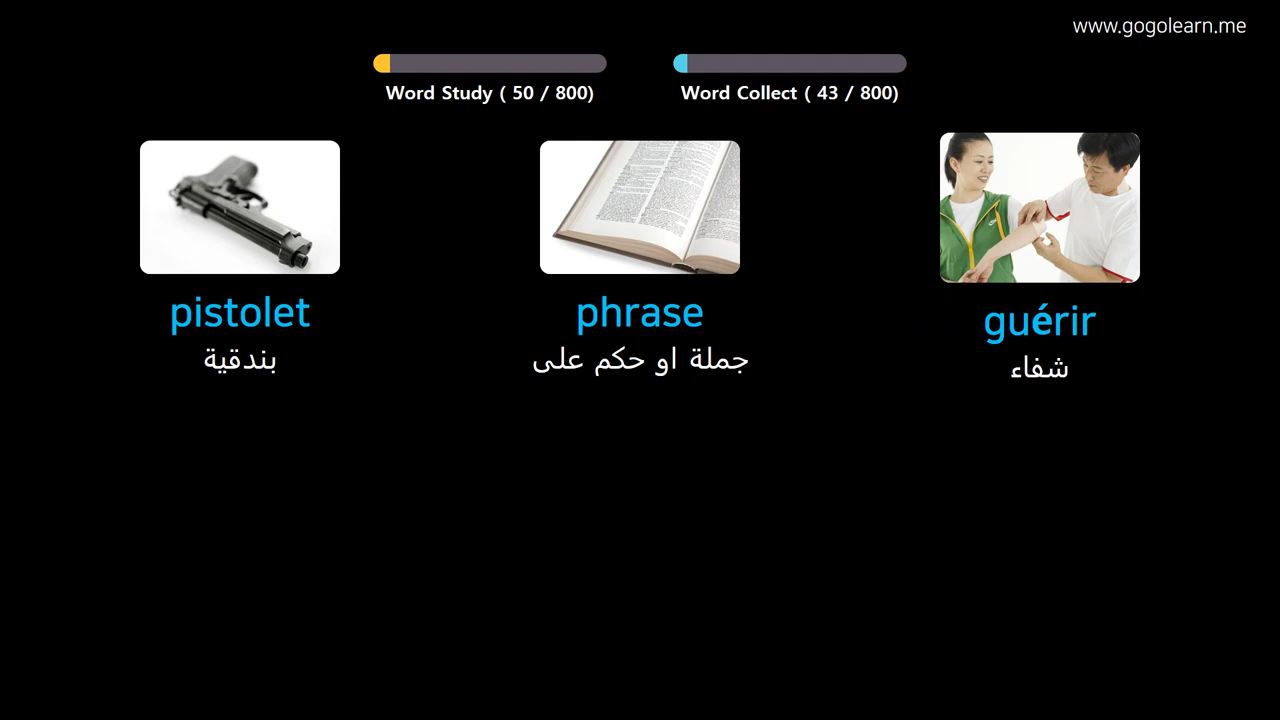 www.gogolearn.me
Word Study ( 50 / 800)
Word Collect ( 43 / 800)
pistolet
بندقية
phrase
جملة او حكم على
guérir
شفاء